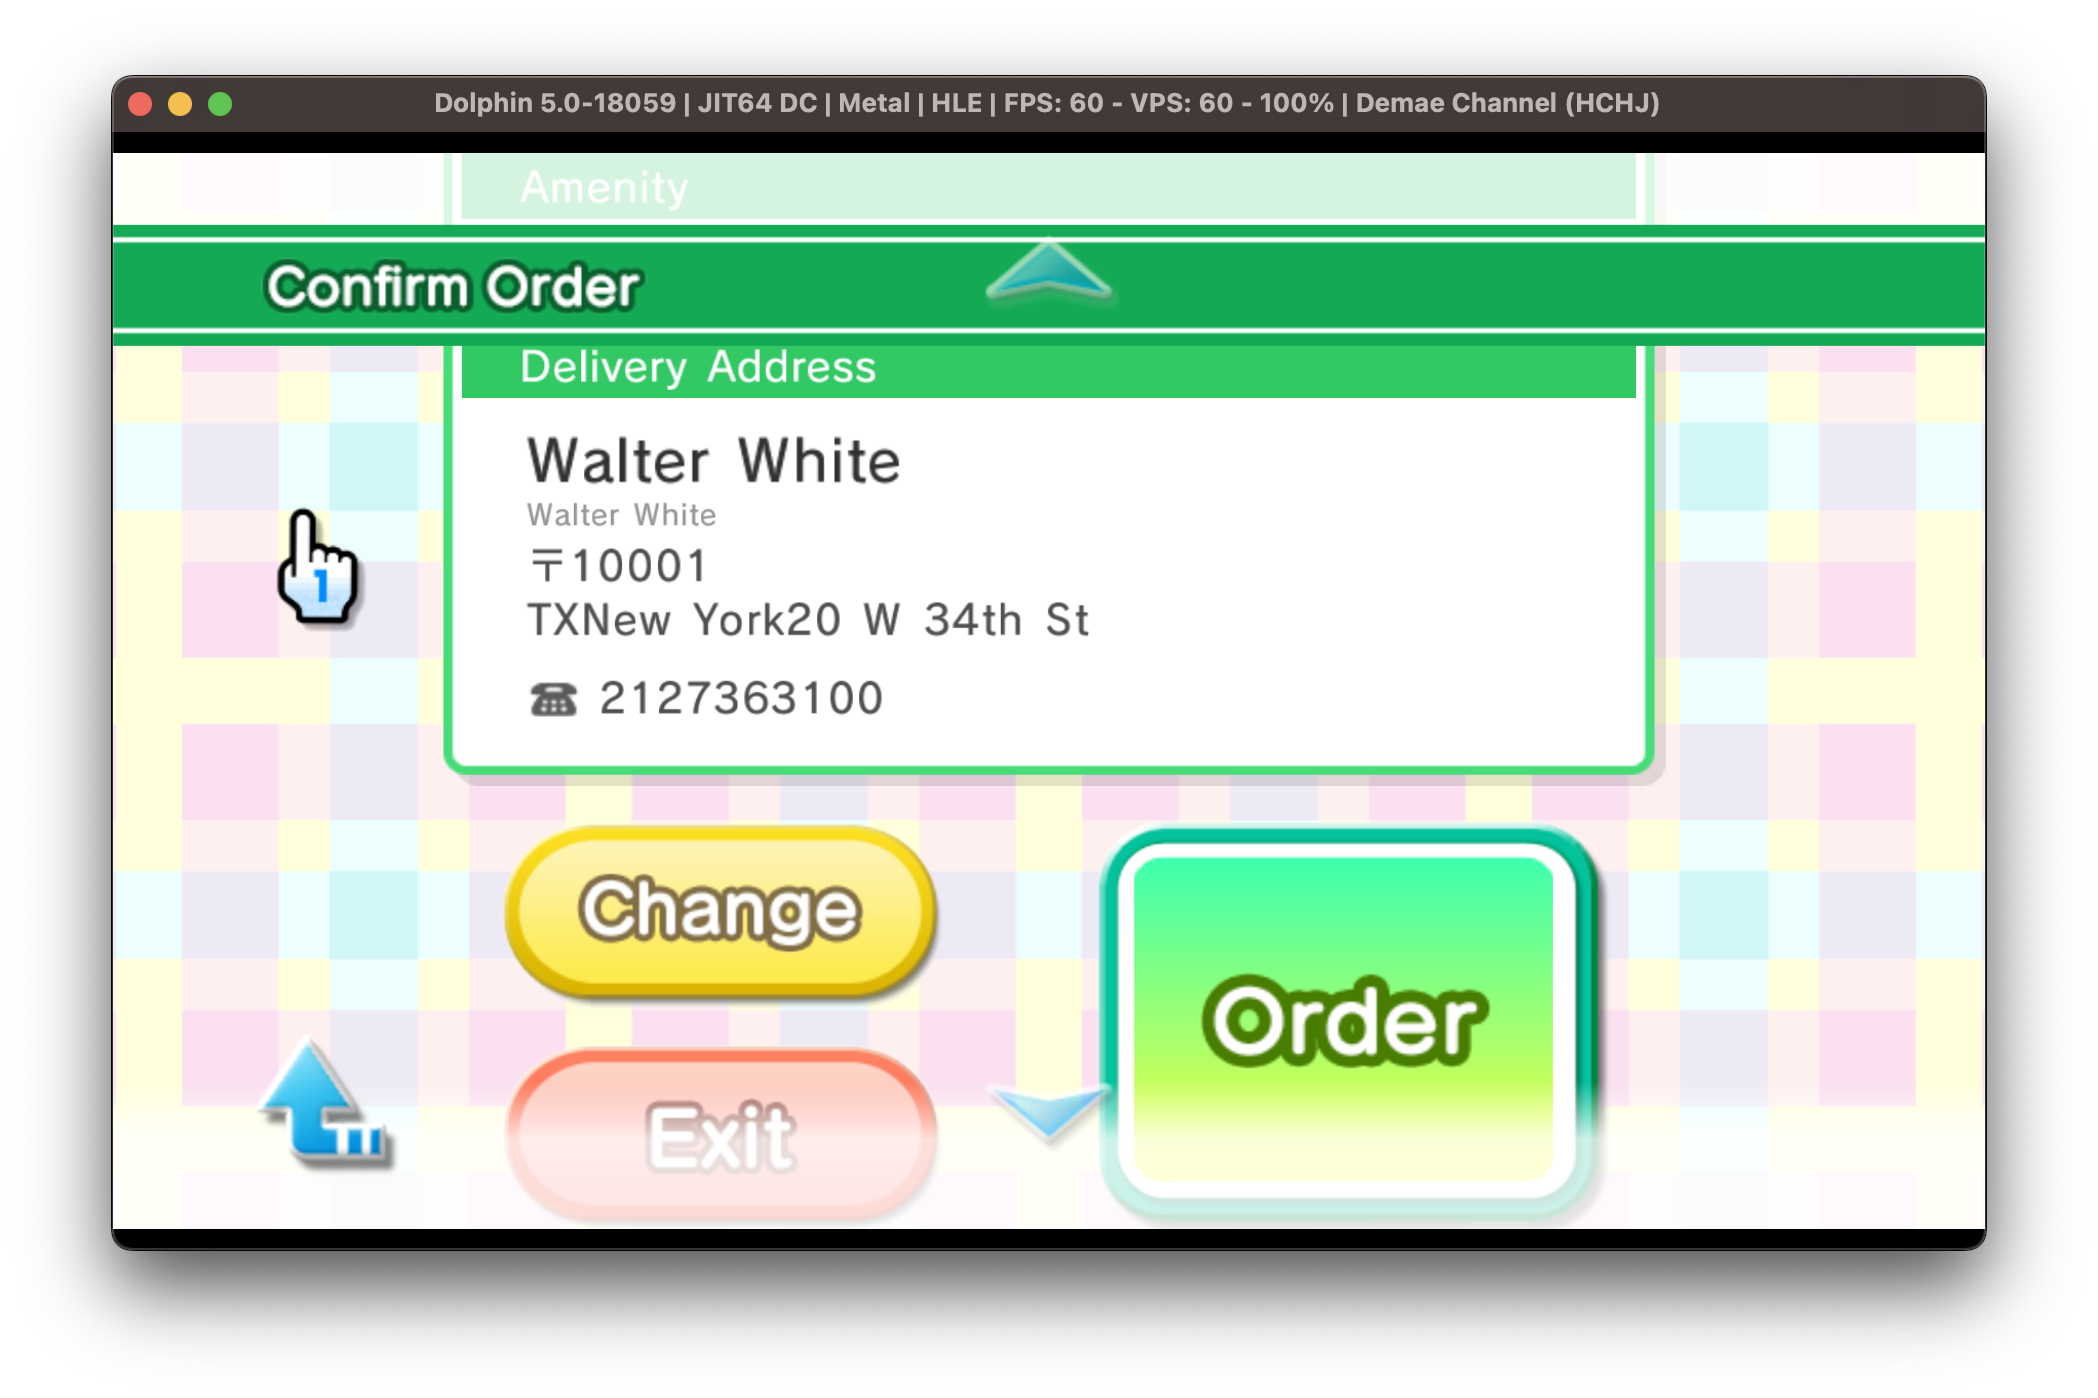 Dolphin 5.0-18059 | JIT64 DC | Metal | HLE | FPS: 60 - VPS: 60 - 100% | Demae Channel (HCHJ)
Amenity
Confirm Order
Delivery Address
Walter White
Walter White
〒10001
TXNew York20 W 34th St
☎ 2127363100
1
Change
Order
Exit